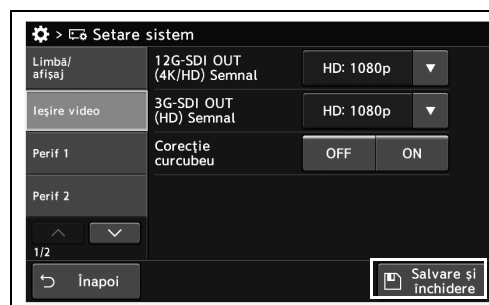 > Setare sistem
Limbă/
afișaj
Ieșire video
Perif 1
Perif 2
1/2
12G-SDI OUT
(4K/HD) Semnal
HD: 1080p
3G-SDI OUT
(HD) Semnal
HD: 1080p
Corecție
curcubeu
OFF
ON
Înapoi
Salvare și
închidere